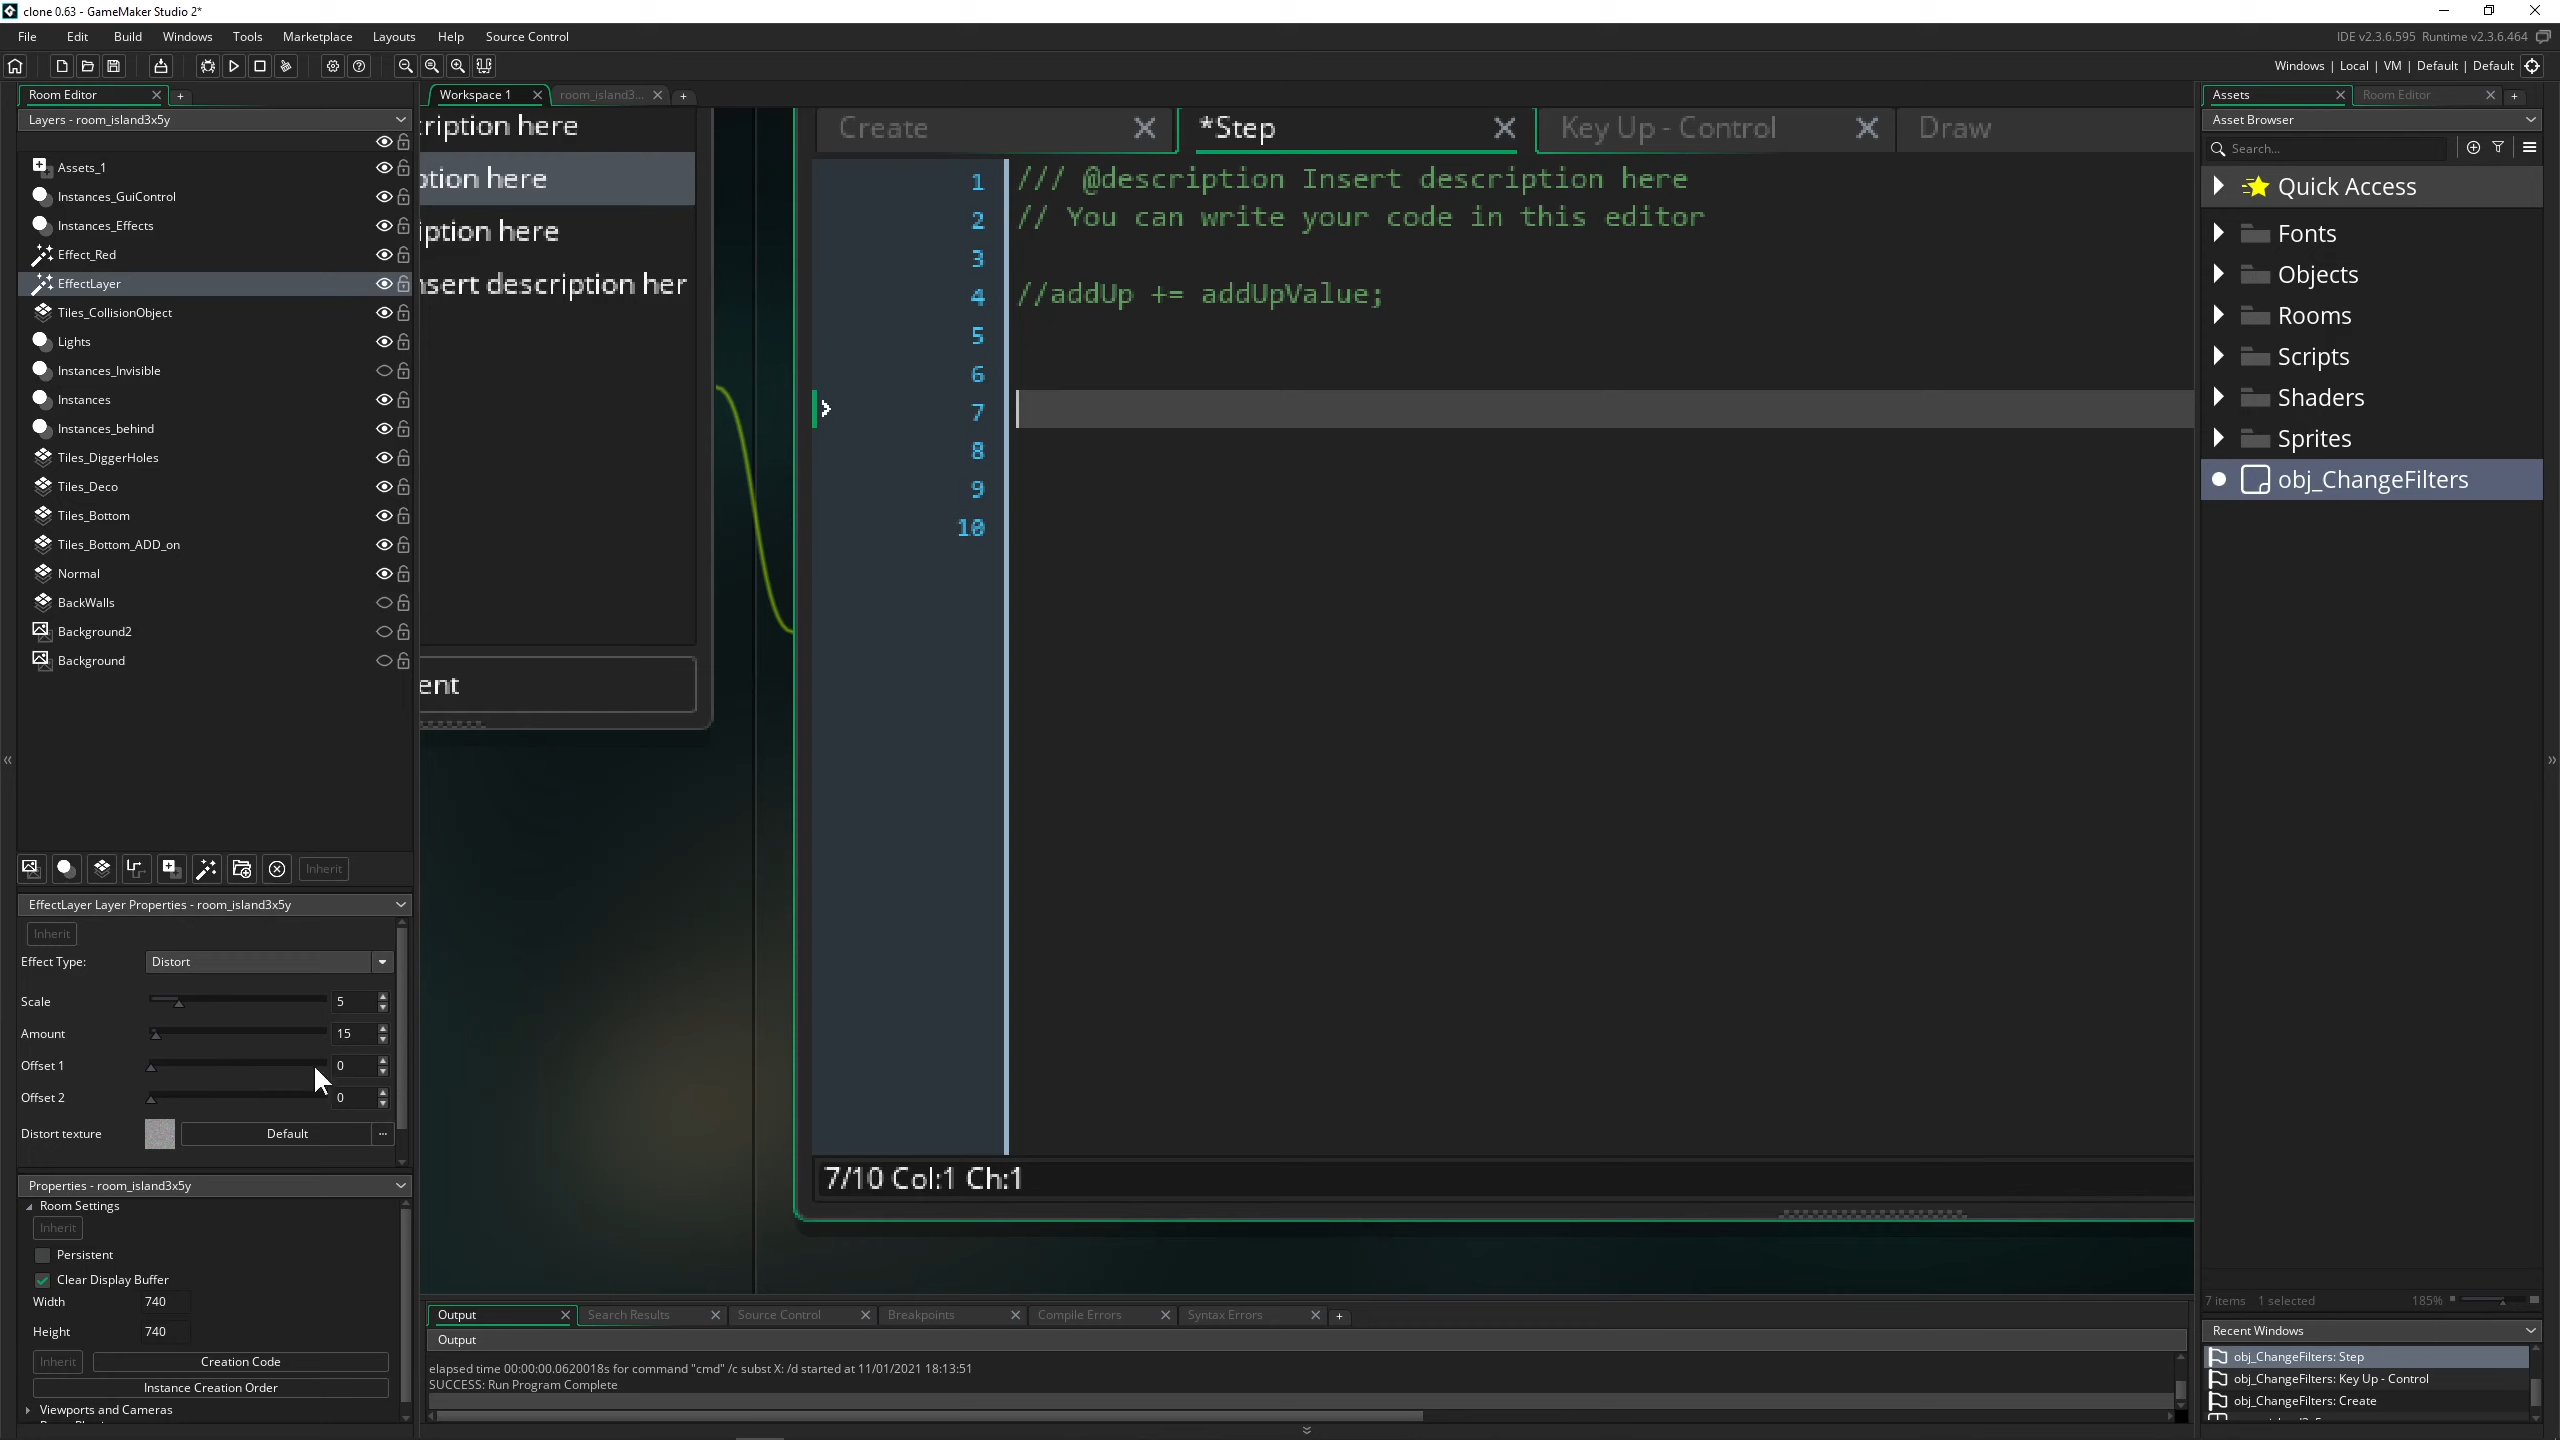 clone 0.63 - GameMaker Studio 2*
File Edit Build Windows Tools Marketplace Layouts Help Source Control
IDE v2.3.6.595 Runtime v2.3.6.464
Windows | Local | VM | Default | Default
Room Editor
Layers - room_island3x5y
Assets_1
Instances_GuiControl
Instances_Effects
Effect_Red
EffectLayer
Tiles_CollisionObject
Lights
Instances_Invisible
Instances
Instances_behind
Tiles_DiggerHoles
Tiles_Deco
Tiles_Bottom
Tiles_Bottom_ADD_on
Normal
BackWalls
Background2
Background
Inherit
EffectLayer Layer Properties - room_island3x5y
Inherit
Effect Type: Distort
Scale 5
Amount 15
Offset 1 0
Offset 2 0
Distort texture Default ...
Properties - room_island3x5y
Room Settings
Inherit
Persistent
Clear Display Buffer
Width 740
Height 740
Inherit Creation Code
Instance Creation Order
Viewports and Cameras
Workspace 1 room_island3...
cription here
ption here
iption here
nsert description her
ent
Create *Step Key Up - Control Draw
1 /// @description Insert description here
2 // You can write your code in this editor
3
4 //addUp += addUpValue;
5
6
7
8
9
10
7/10 Col:1 Ch:1
Output Search Results Source Control Breakpoints Compile Errors Syntax Errors
Output
elapsed time 00:00:00.0620018s for command "cmd" /c subst X: /d started at 11/01/2021 18:13:51
SUCCESS: Run Program Complete
Assets Room Editor
Asset Browser
Search...
Quick Access
Fonts
Objects
Rooms
Scripts
Shaders
Sprites
obj_ChangeFilters
7 items 1 selected 185%
Recent Windows
obj_ChangeFilters: Step
obj_ChangeFilters: Key Up - Control
obj_ChangeFilters: Create